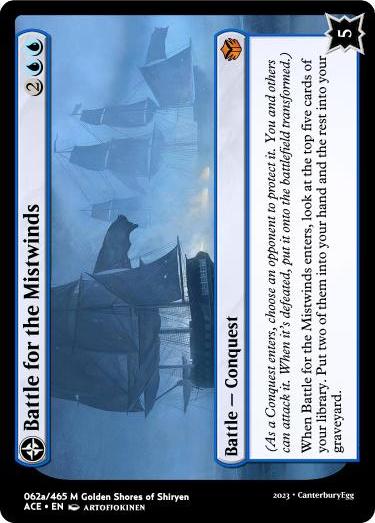 Battle for the Mistwinds
2
Battle – Conquest
5
(As a Conquest enters, choose an opponent to protect it. You and others
can attack it. When it's defeated, put it onto the battlefield transformed.)
When Battle for the Mistwinds enters, look at the top five cards of
your library. Put two of them into your hand and the rest into your
graveyard.
062a/465 M Golden Shores of Shiryen
ACE • EN ARTOFJOKINEN
2023 • CanterburyEgg